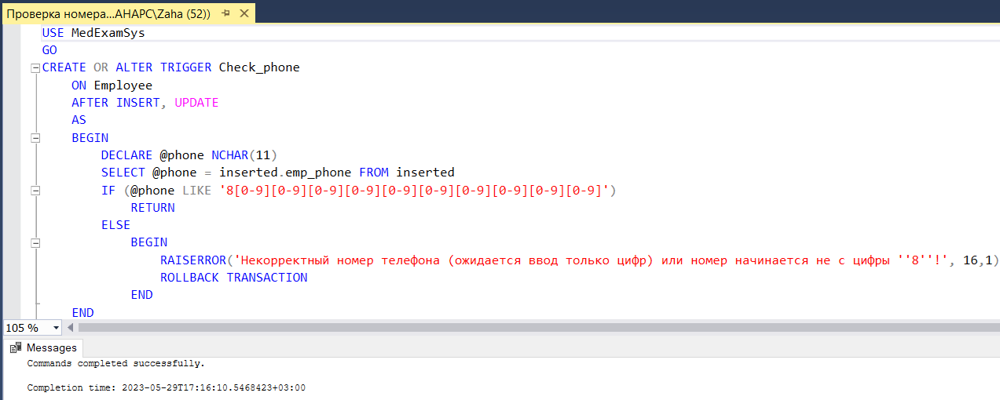 Проверка номера...AHAPC\Zaha (52))
USE MedExamSys
GO
CREATE OR ALTER TRIGGER Check_phone
ON Employee
AFTER INSERT, UPDATE
AS
BEGIN
DECLARE @phone NCHAR(11)
SELECT @phone = inserted.emp_phone FROM inserted
IF (@phone LIKE '8[0-9][0-9][0-9][0-9][0-9][0-9][0-9][0-9][0-9][0-9]')
RETURN
ELSE
BEGIN
RAISERROR('Некорректный номер телефона (ожидается ввод только цифр) или номер начинается не с цифры ''8''!', 16,1)
ROLLBACK TRANSACTION
END
END
105 %
Messages
Commands completed successfully.
Completion time: 2023-05-29T17:16:10.5468423+03:00